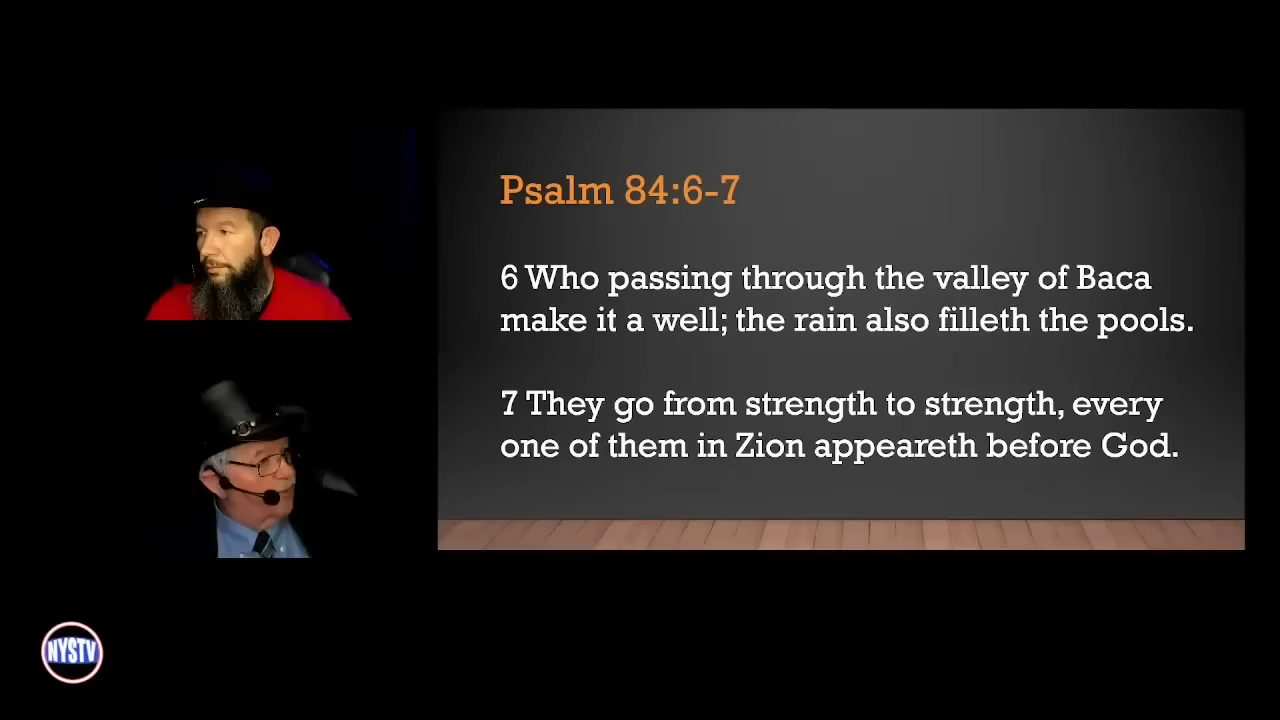 Psalm 84:6-7
6 Who passing through the valley of Baca
make it a well; the rain also filleth the pools.
7 They go from strength to strength, every
one of them in Zion appeareth before God.
NYSTV